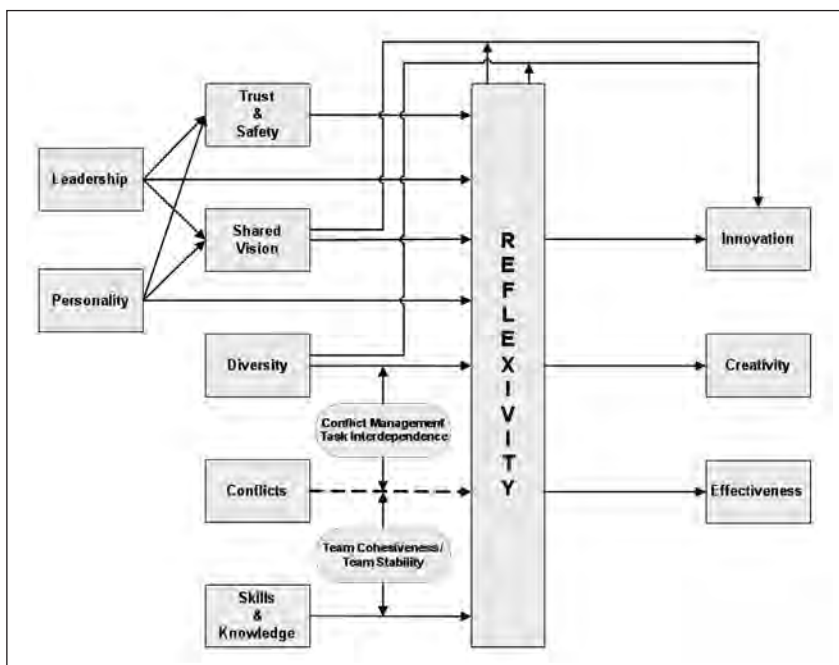 Trust
&
Safety
Leadership
Shared
Vision
Personality
Diversity
Conflict Management
Task Interdependence
Conflicts
Team Cohesiveness/
Team Stability
Skills
&
Knowledge
REFLEXIVITY
Innovation
Creativity
Effectiveness